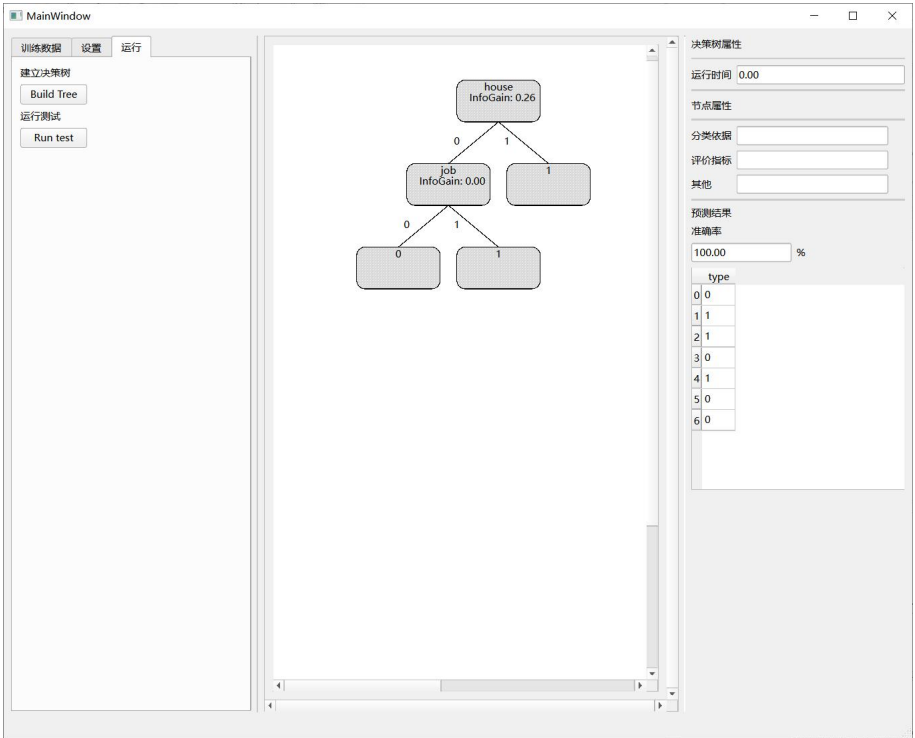 MainWindow
训练数据 设置 运行
建立决策树
Build Tree
运行测试
Run test
house
InfoGain: 0.26
0 1
job
InfoGain: 0.00
1
0 1
0
1
决策树属性
运行时间 0.00
节点属性
分类依据
评价指标
其他
预测结果
准确率
100.00 %
type
0 0
1 1
2 1
3 0
4 1
5 0
6 0